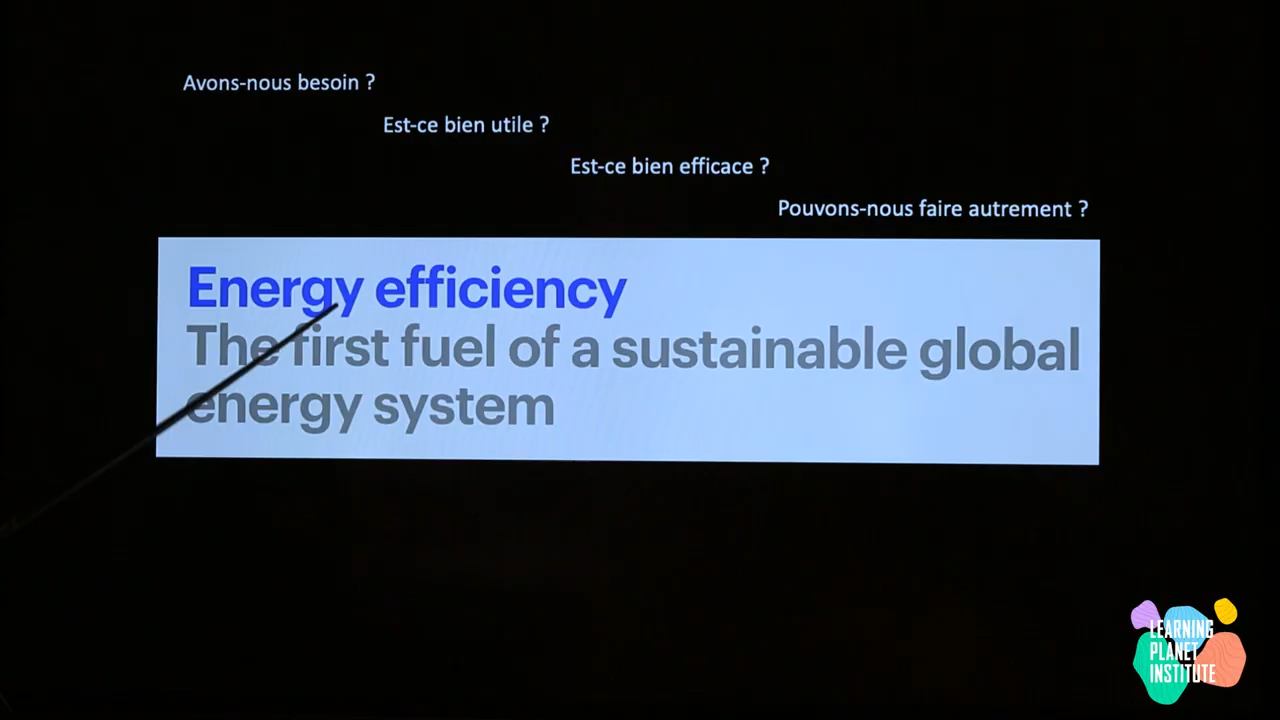 Avons-nous besoin ?
Est-ce bien utile ?
Est-ce bien efficace ?
Pouvons-nous faire autrement ?
Energy efficiency
The first fuel of a sustainable global
energy system
LEARNING
PLANET
INSTITUTE